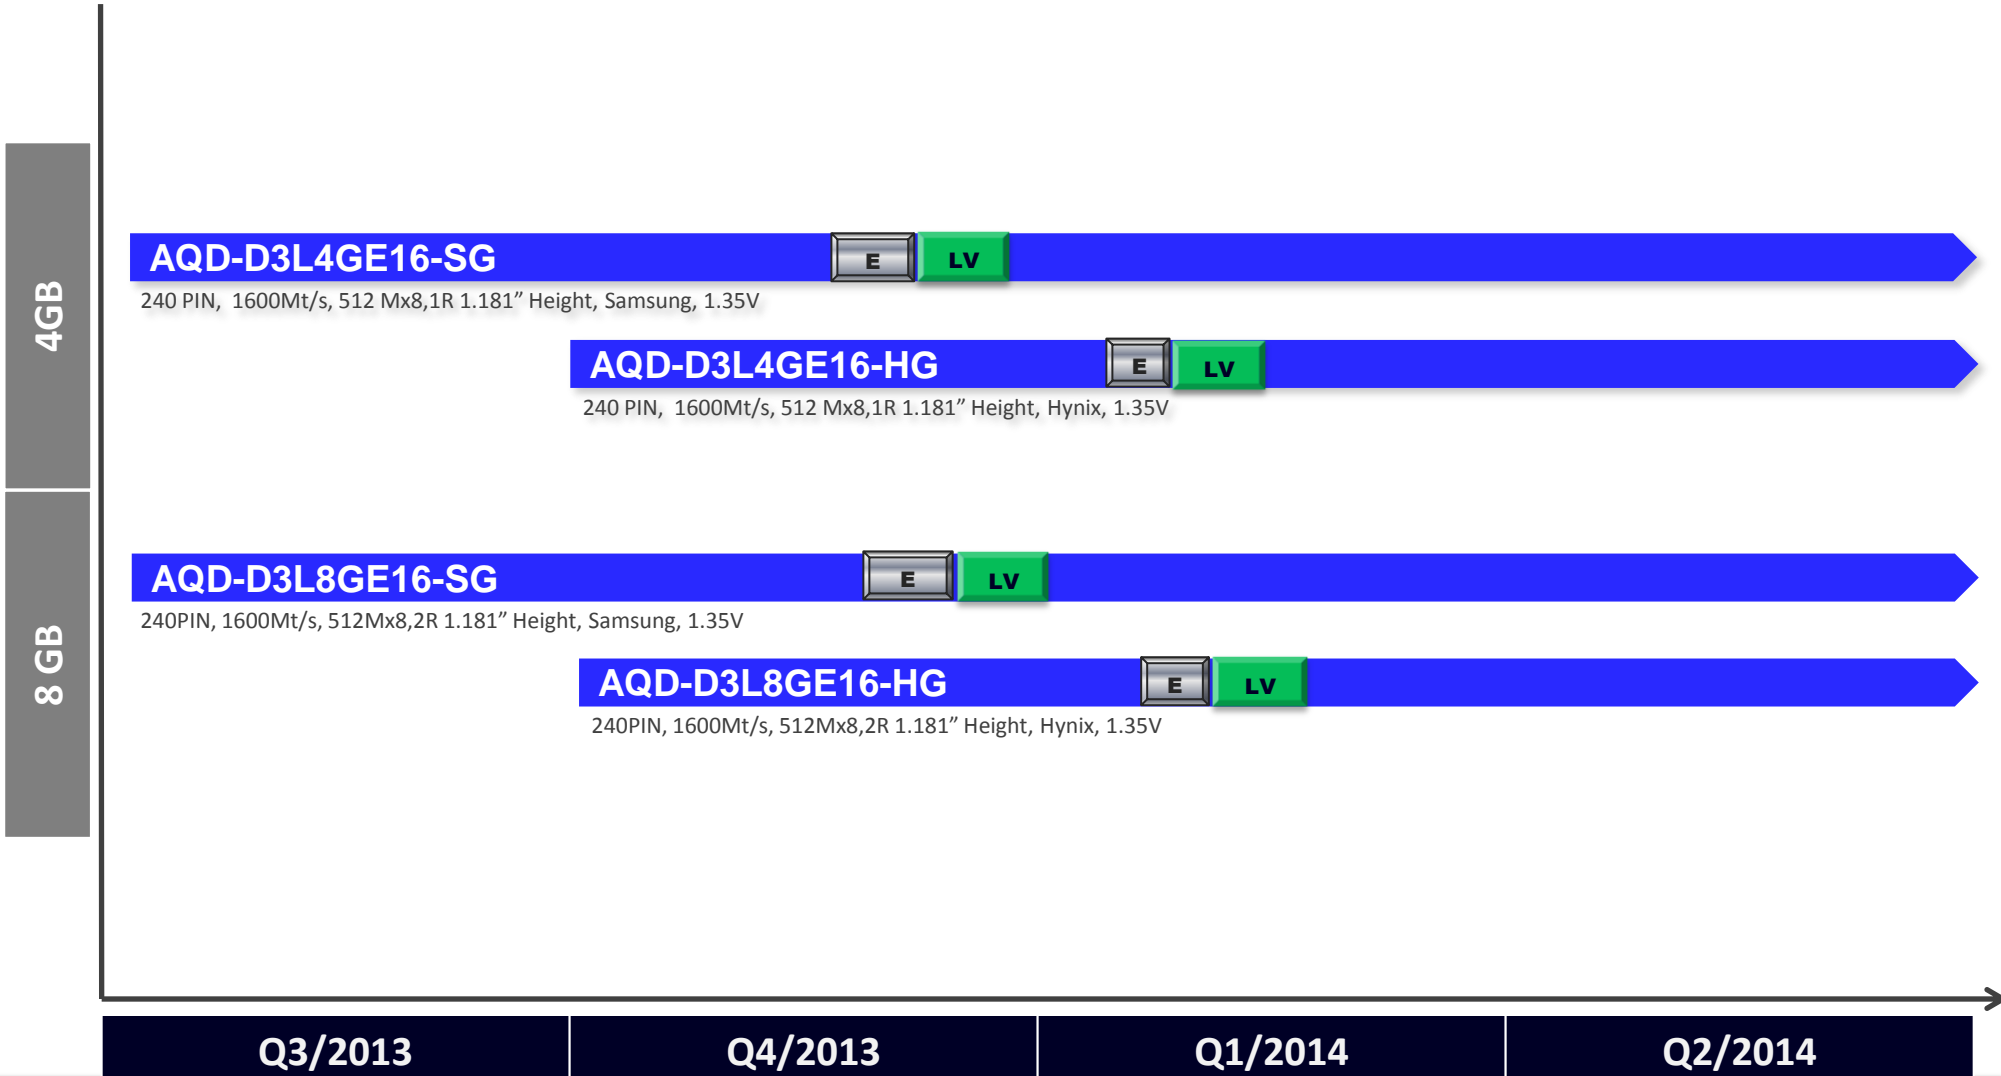 4GB
AQD-D3L4GE16-SG E LV
240 PIN, 1600Mt/s, 512 Mx8,1R 1.181” Height, Samsung, 1.35V
AQD-D3L4GE16-HG E LV
240 PIN, 1600Mt/s, 512 Mx8,1R 1.181” Height, Hynix, 1.35V
8 GB
AQD-D3L8GE16-SG E LV
240PIN, 1600Mt/s, 512Mx8,2R 1.181” Height, Samsung, 1.35V
AQD-D3L8GE16-HG E LV
240PIN, 1600Mt/s, 512Mx8,2R 1.181” Height, Hynix, 1.35V
Q3/2013 Q4/2013 Q1/2014 Q2/2014